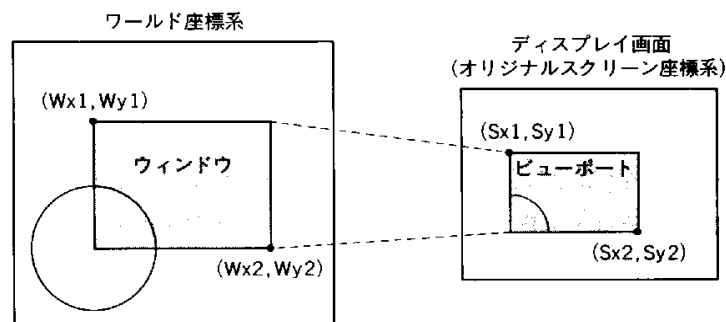 ワールド座標系
(Wx1,Wy1)
ウィンドウ
(Wx2,Wy2)
ディスプレイ画面
(オリジナルスクリーン座標系)
(Sx1,Sy1)
ビューポート
(Sx2,Sy2)